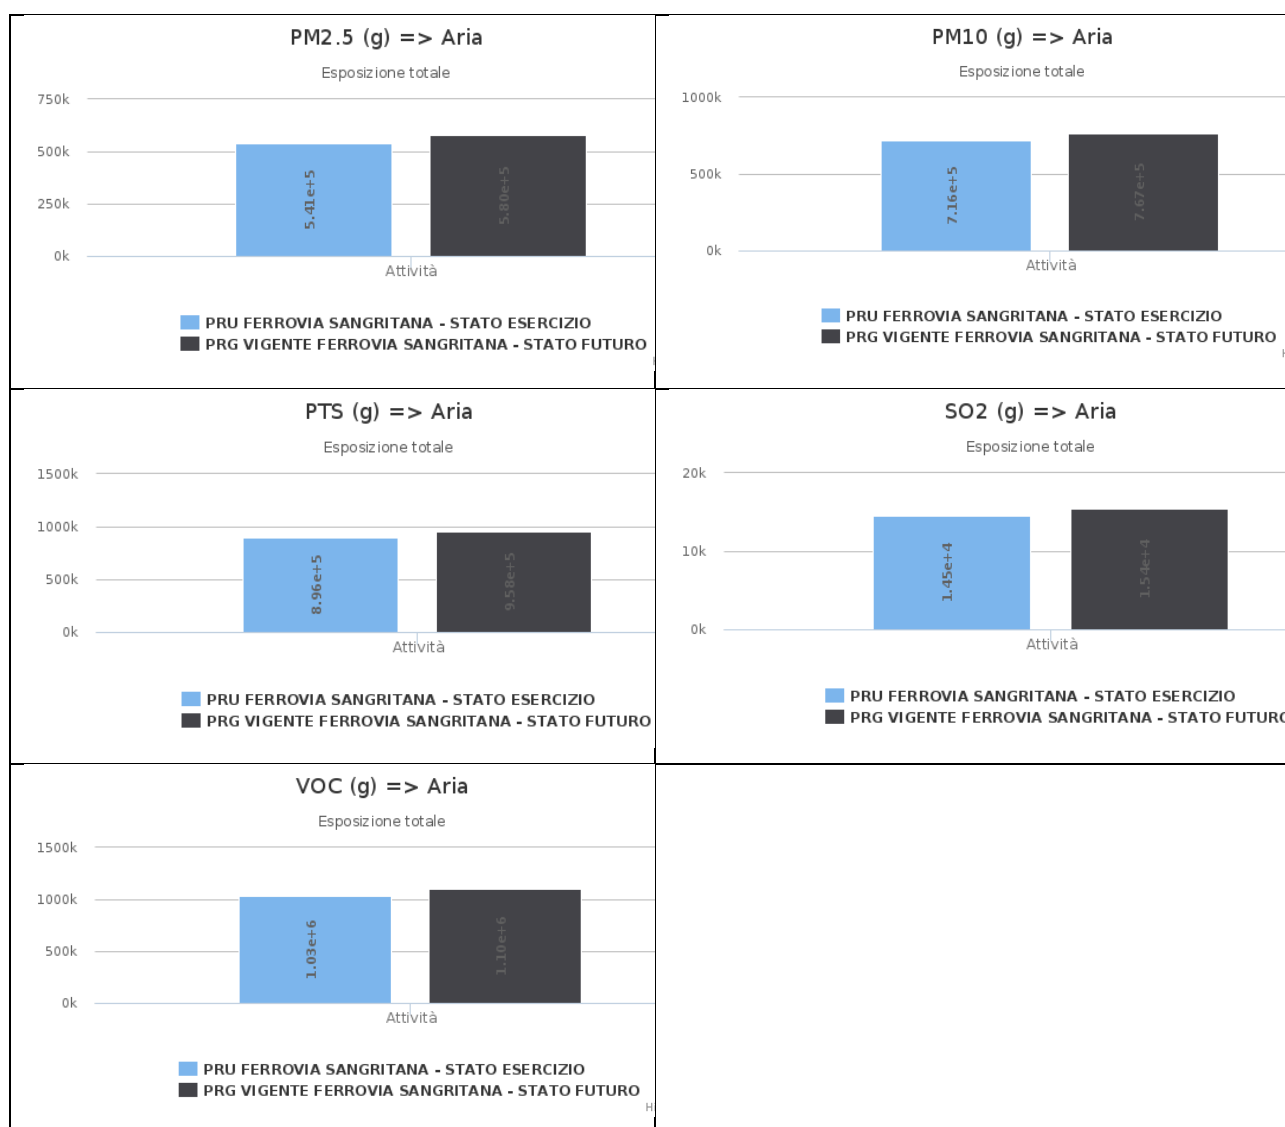 PM2.5 (g) => Aria
Esposizione totale
750k
500k
250k
0k
5.41e+5
5.80e+5
Attività
PRU FERROVIA SANGRITANA - STATO ESERCIZIO
PRG VIGENTE FERROVIA SANGRITANA - STATO FUTURO
PM10 (g) => Aria
Esposizione totale
1000k
500k
0k
7.16e+5
7.67e+5
Attività
PRU FERROVIA SANGRITANA - STATO ESERCIZIO
PRG VIGENTE FERROVIA SANGRITANA - STATO FUTURO
H
PTS (g) => Aria
Esposizione totale
1500k
1000k
500k
0k
8.96e+5
9.58e+5
Attività
PRU FERROVIA SANGRITANA - STATO ESERCIZIO
PRG VIGENTE FERROVIA SANGRITANA - STATO FUTURO
SO2 (g) => Aria
Esposizione totale
20k
10k
0k
1.45e+4
1.54e+4
Attività
PRU FERROVIA SANGRITANA - STATO ESERCIZIO
PRG VIGENTE FERROVIA SANGRITANA - STATO FUTURO
VOC (g) => Aria
Esposizione totale
1500k
1000k
500k
0k
1.03e+6
1.10e+6
Attività
PRU FERROVIA SANGRITANA - STATO ESERCIZIO
PRG VIGENTE FERROVIA SANGRITANA - STATO FUTURO
H